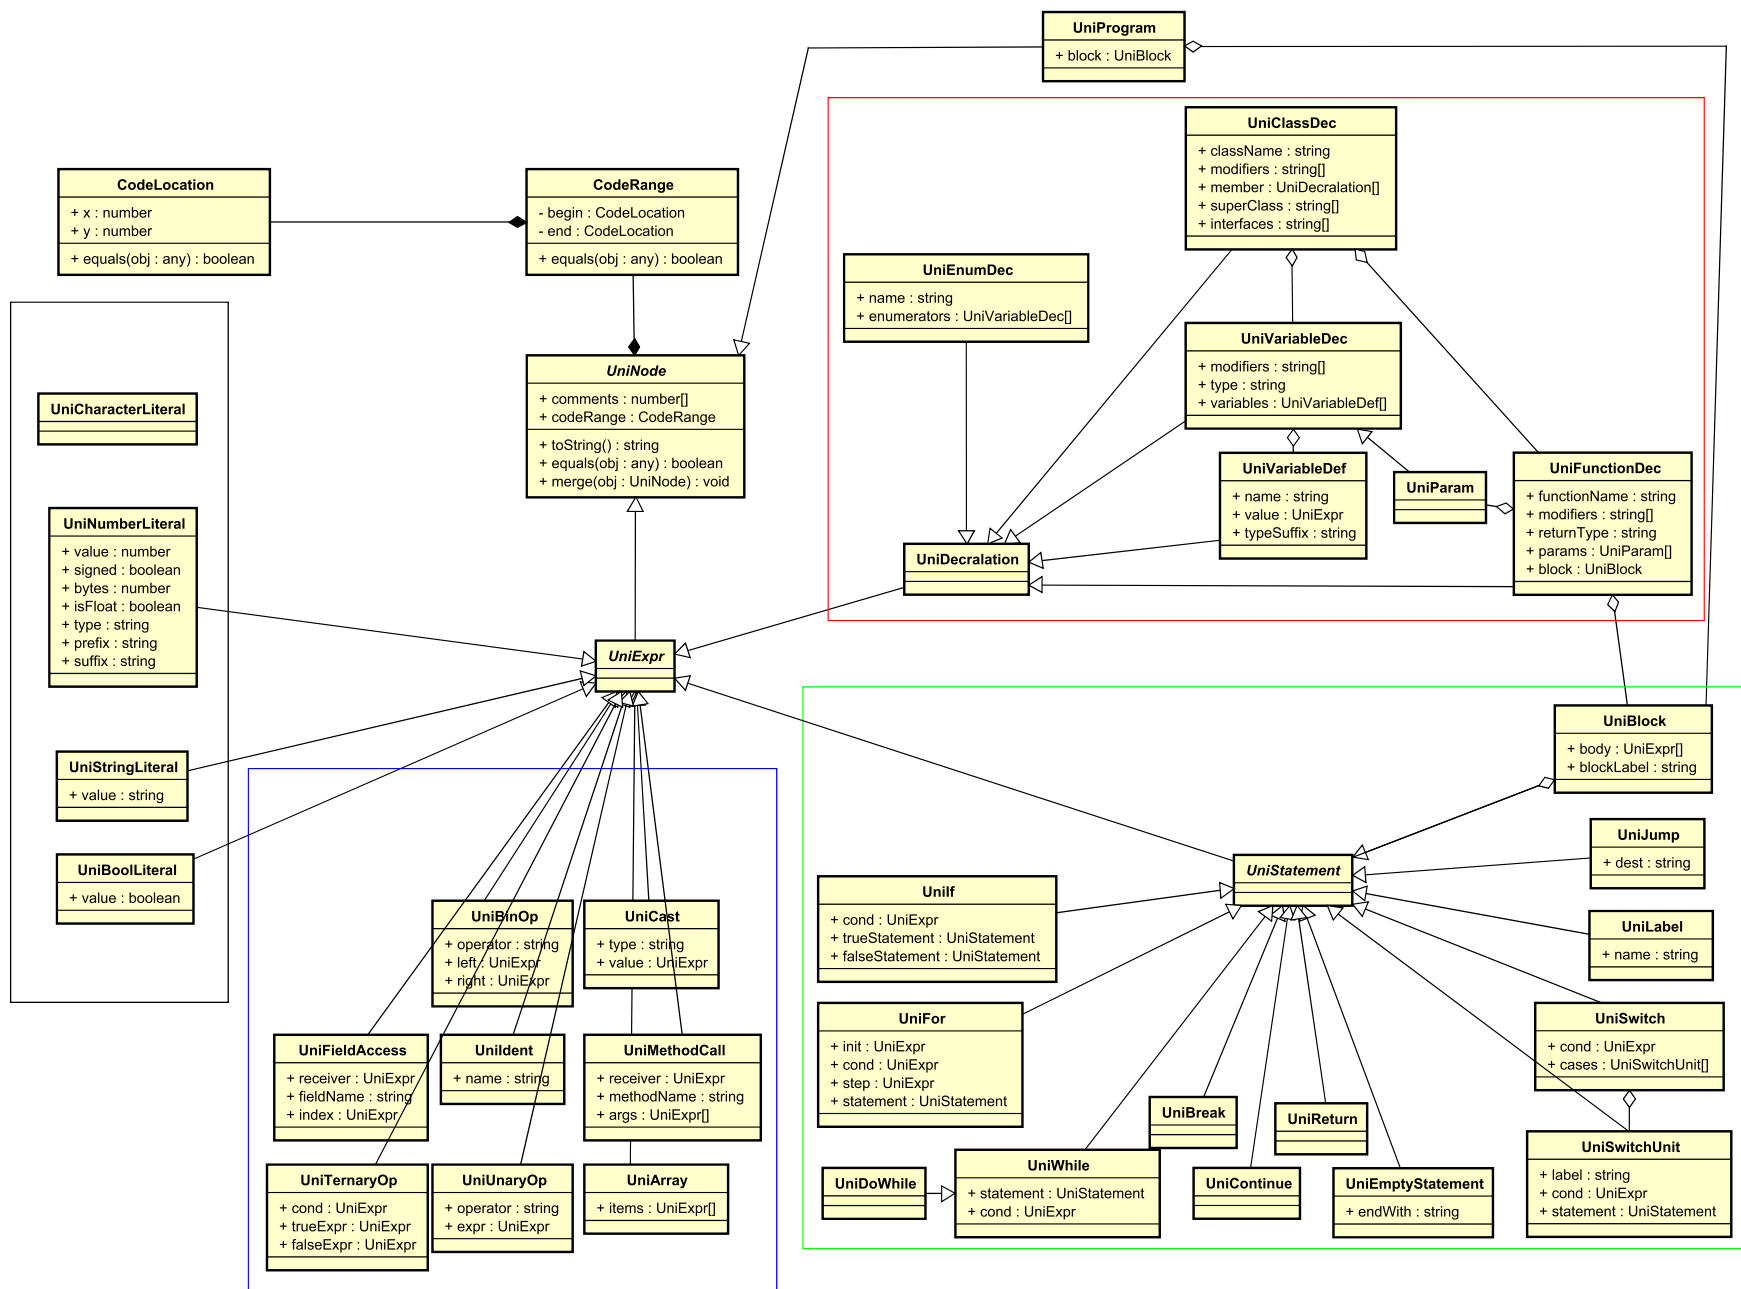 UniProgram
+ block : UniBlock
UniClassDec
+ className : string
+ modifiers : string[]
+ member : UniDecralation[]
+ superClass : string[]
+ interfaces : string[]
CodeLocation
+ x : number
+ y : number
+ equals(obj : any) : boolean
CodeRange
- begin : CodeLocation
- end : CodeLocation
+ equals(obj : any) : boolean
UniEnumDec
+ name : string
+ enumerators : UniVariableDec[]
UniVariableDec
+ modifiers : string[]
+ type : string
+ variables : UniVariableDef[]
UniNode
+ comments : number[]
+ codeRange : CodeRange
+ toString() : string
+ equals(obj : any) : boolean
+ merge(obj : UniNode) : void
UniCharacterLiteral
UniVariableDef
+ name : string
+ value : UniExpr
+ typeSuffix : string
UniParam
UniFunctionDec
+ functionName : string
+ modifiers : string[]
+ returnType : string
+ params : UniParam[]
+ block : UniBlock
UniNumberLiteral
+ value : number
+ signed : boolean
+ bytes : number
+ isFloat : boolean
+ type : string
+ prefix : string
+ suffix : string
UniDecralation
UniExpr
UniBlock
+ body : UniExpr[]
+ blockLabel : string
UniStringLiteral
+ value : string
UniBoolLiteral
+ value : boolean
UniJump
+ dest : string
UniStatement
UniIf
+ cond : UniExpr
+ trueStatement : UniStatement
+ falseStatement : UniStatement
UniBinOp
+ operator : string
+ left : UniExpr
+ right : UniExpr
UniCast
+ type : string
+ value : UniExpr
UniLabel
+ name : string
UniFor
+ init : UniExpr
+ cond : UniExpr
+ step : UniExpr
+ statement : UniStatement
UniSwitch
+ cond : UniExpr
+ cases : UniSwitchUnit[]
UniFieldAccess
+ receiver : UniExpr
+ fieldName : string
+ index : UniExpr
UniIdent
+ name : string
UniMethodCall
+ receiver : UniExpr
+ methodName : string
+ args : UniExpr[]
UniBreak
UniReturn
UniSwitchUnit
+ label : string
+ cond : UniExpr
+ statement : UniStatement
UniTernaryOp
+ cond : UniExpr
+ trueExpr : UniExpr
+ falseExpr : UniExpr
UniUnaryOp
+ operator : string
+ expr : UniExpr
UniArray
+ items : UniExpr[]
UniDoWhile
UniWhile
+ statement : UniStatement
+ cond : UniExpr
UniContinue
UniEmptyStatement
+ endWith : string